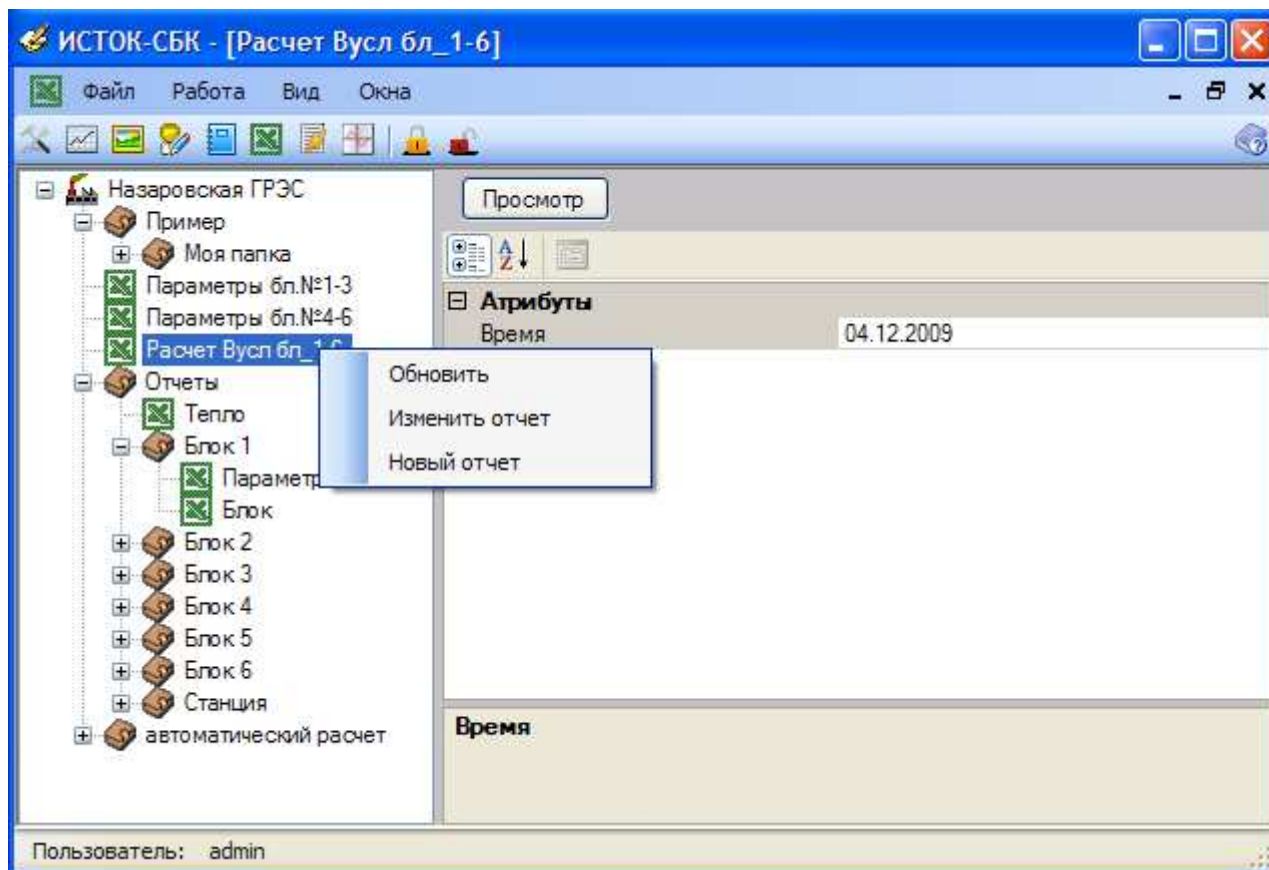 ИСТОК-СБК - [Расчет Вусл бл_1-6]
Файл Работа Вид Окна
Назаровская ГРЭС
Пример
Моя папка
Параметры бл.№1-3
Параметры бл.№4-6
Расчет Вусл бл_1-6
Отчеты
Тепло
Блок 1
Параметр
Блок
Блок 2
Блок 3
Блок 4
Блок 5
Блок 6
Станция
автоматический расчет
Обновить
Изменить отчет
Новый отчет
Просмотр
Атрибуты
Время 04.12.2009
Время
Пользователь: admin